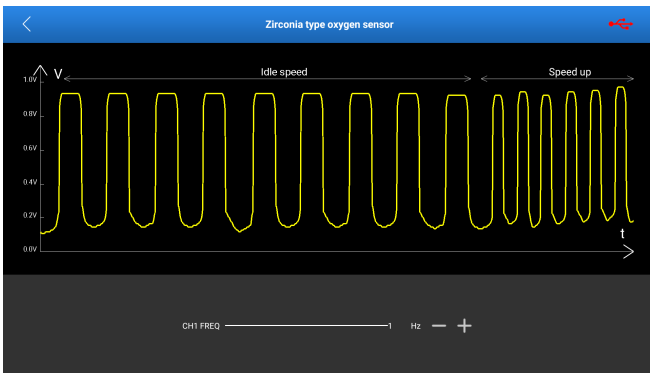 Zirconia type oxygen sensor
V
Idle speed
Speed up
1.0V
0.8V
0.6V
0.4V
0.2V
0.0V
t
CH1 FREQ 1 Hz